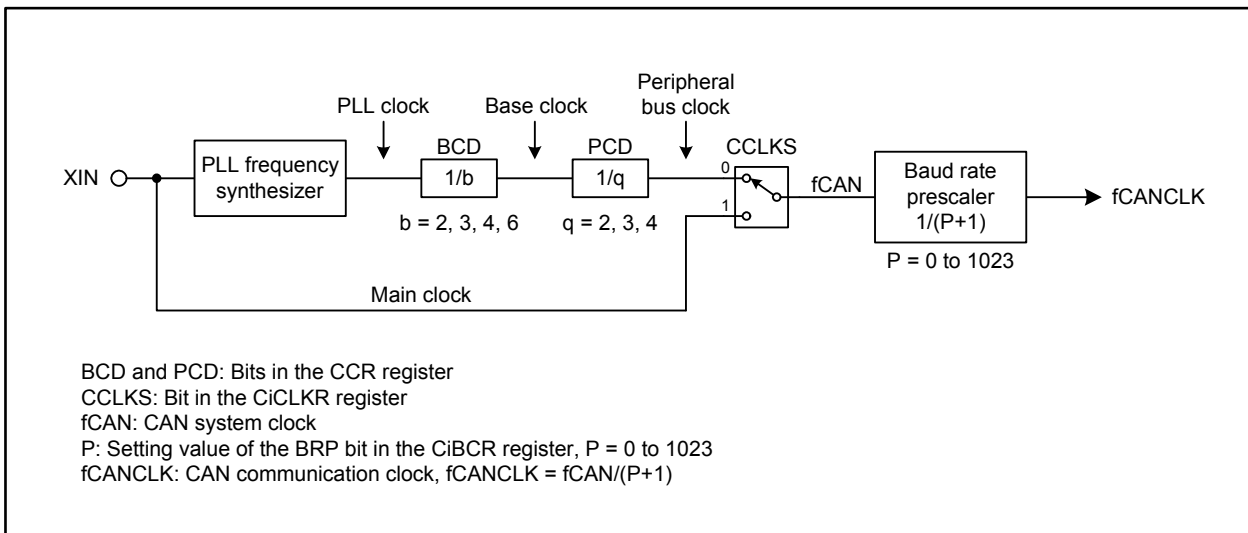 Peripheral
bus clock
PLL clock
Base clock
BCD
PCD
CCLKS
XIN
PLL frequency
synthesizer
1/b
1/q
0
1
fCAN
Baud rate
prescaler
1/(P+1)
fCANCLK
b = 2, 3, 4, 6
q = 2, 3, 4
P = 0 to 1023
Main clock
BCD and PCD: Bits in the CCR register
CCLKS: Bit in the CiCLKR register
fCAN: CAN system clock
P: Setting value of the BRP bit in the CiBCR register, P = 0 to 1023
fCANCLK: CAN communication clock, fCANCLK = fCAN/(P+1)